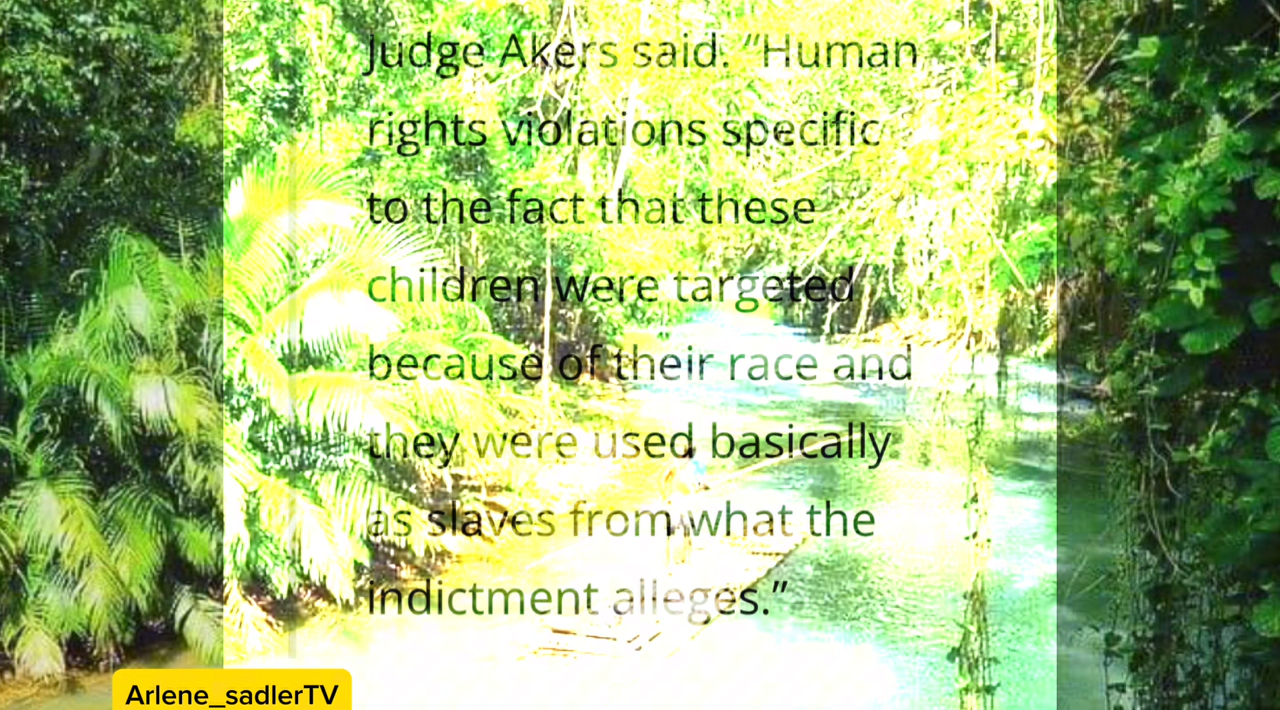 Judge Akers said. “Human
rights violations specific
to the fact that these
children were targeted
because of their race and
they were used basically
as slaves from what the
indictment alleges.”
Arlene_sadlerTV